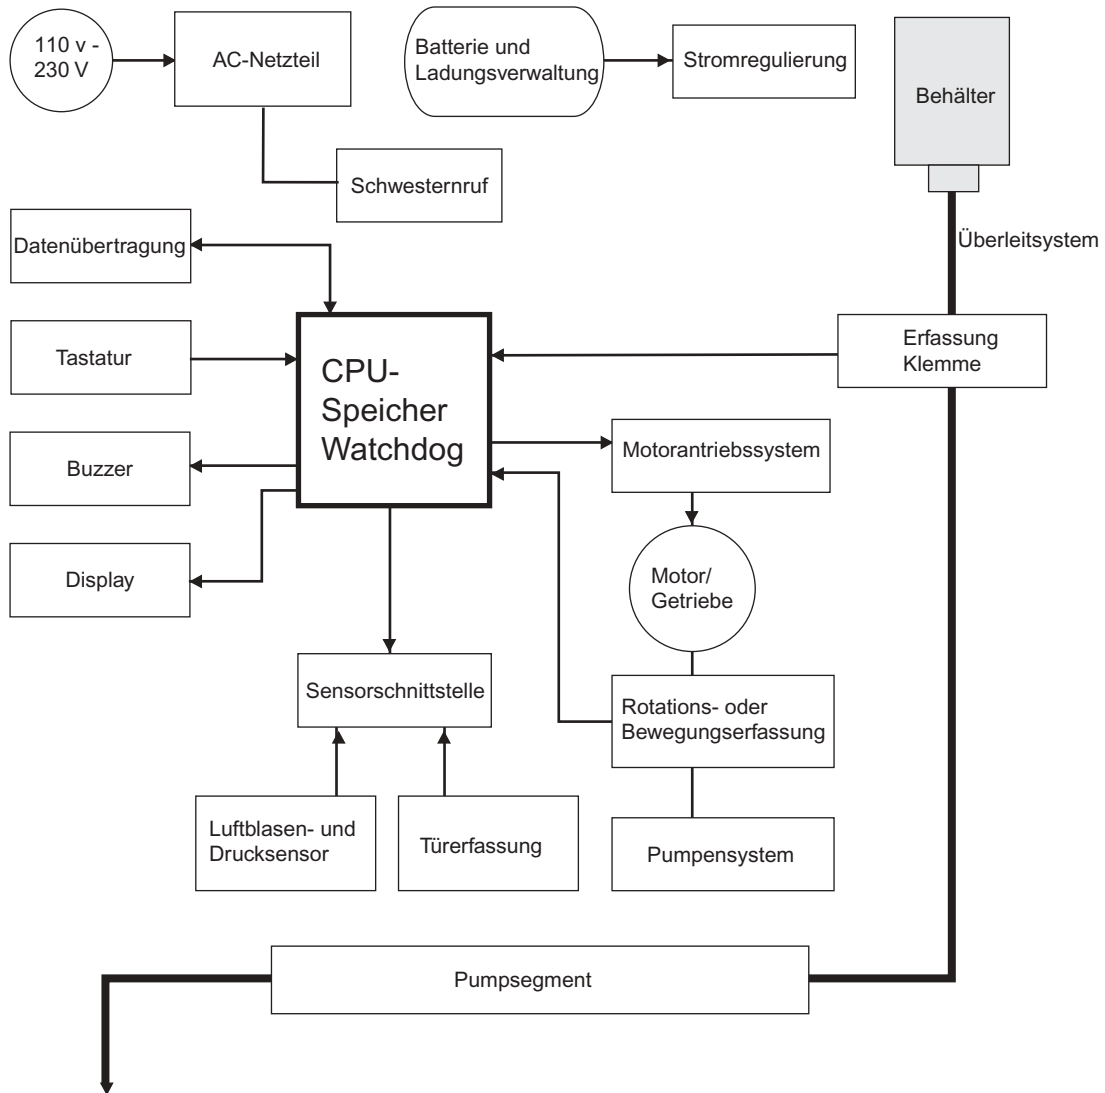 110 v -
230 V
AC-Netzteil
Batterie und
Ladungsverwaltung
Stromregulierung
Behälter
Schwesternruf
Datenübertragung
Überleitsystem
Tastatur
CPU-
Speicher
Watchdog
Erfassung
Klemme
Buzzer
Motorantriebssystem
Display
Motor/
Getriebe
Sensorschnittstelle
Rotations- oder
Bewegungserfassung
Luftblasen- und
Drucksensor
Türerfassung
Pumpensystem
Pumpsegment